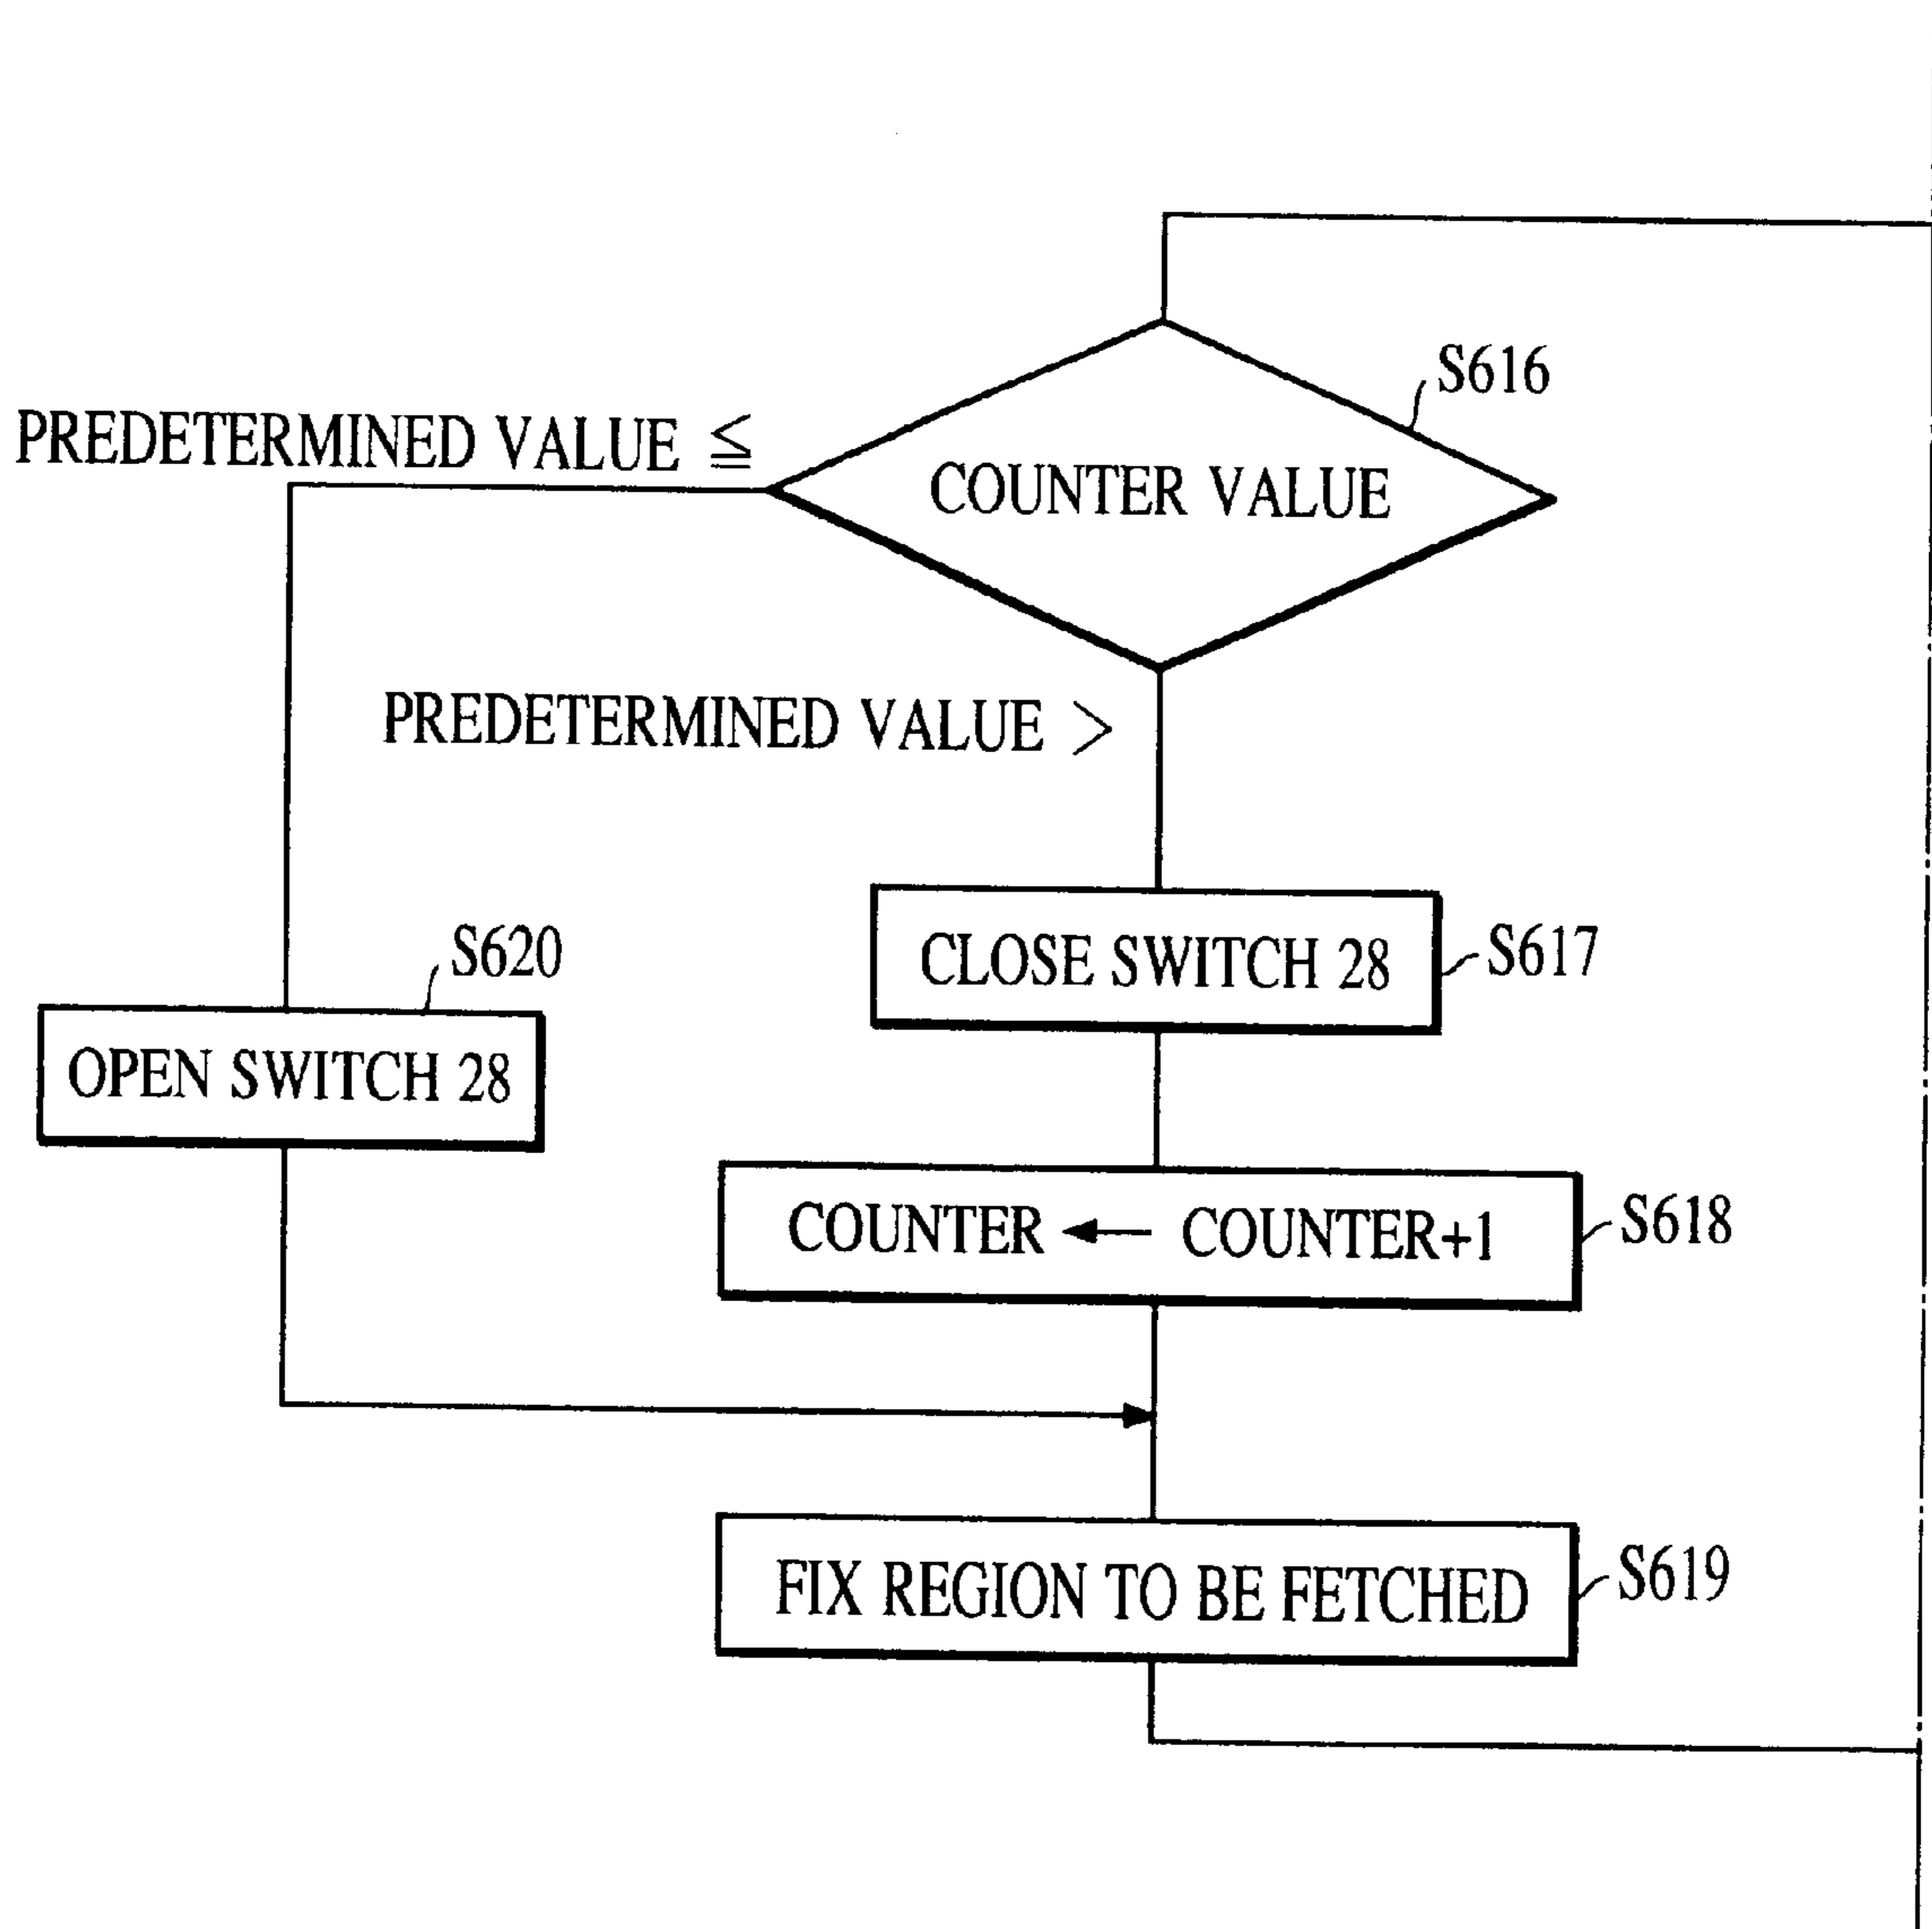 S616
PREDETERMINED VALUE ≦
COUNTER VALUE
PREDETERMINED VALUE >
S620
CLOSE SWITCH 28
S617
OPEN SWITCH 28
COUNTER ← COUNTER+1
S618
FIX REGION TO BE FETCHED
S619